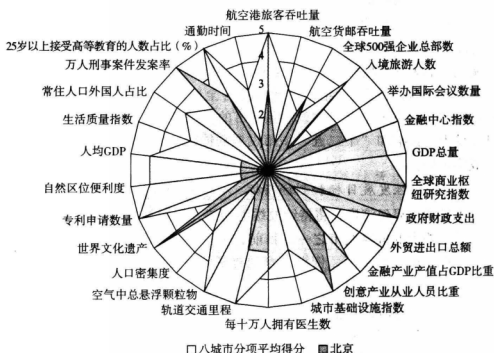 航空港旅客吞吐量
通勤时间
航空货邮吞吐量
25岁以上接受高等教育的人数占比（%）
全球500强企业总部数
万人刑事案件发案率
入境旅游人数
常住人口外国人占比
举办国际会议数量
生活质量指数
金融中心指数
人均GDP
GDP总量
自然区位便利度
全球商业枢
纽研究指数
专利申请数量
政府财政支出
世界文化遗产
外贸进出口总额
人口密集度
金融产业产值占GDP比重
空气中总悬浮颗粒物
创意产业从业人员比重
轨道交通里程
城市基础设施指数
每十万人拥有医生数
5
4
3
2
八城市分项平均得分
北京